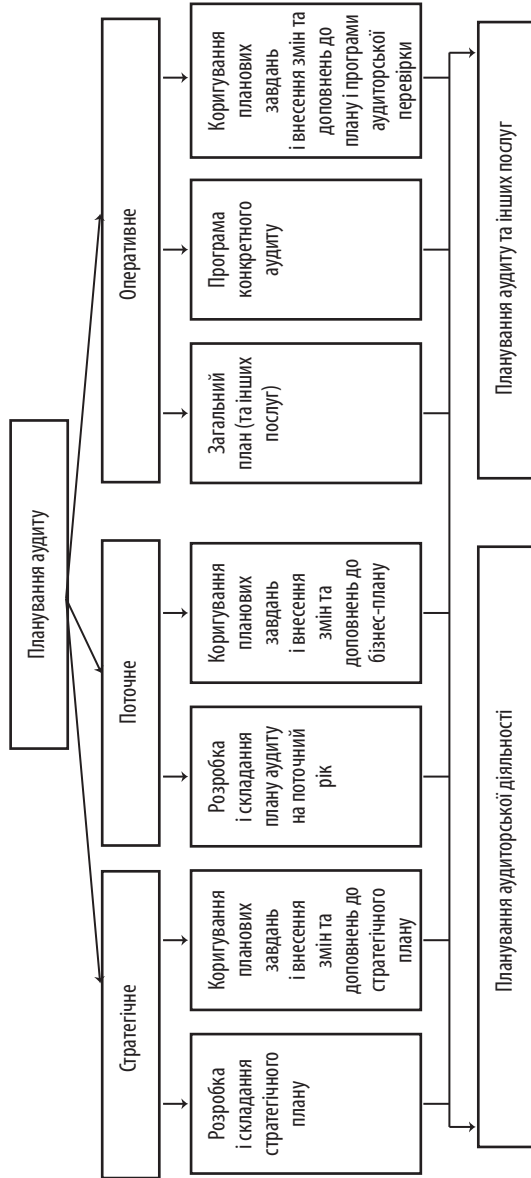 Планування аудиту
Стратегічне
Поточне
Оперативне
Розробка
і складання
стратегічного
плану
Коригування
планових
завдань
і внесення
змін та
доповнень до
стратегічного
плану
Розробка
і складання
плану аудиту
на поточний
рік
Коригування
планових
завдань
і внесення
змін та
доповнень до
бізнес-плану
Загальний
план (та інших
послуг)
Програма
конкретного
аудиту
Коригування
планових
завдань
і внесення змін та
доповнень до
плану і програми
аудиторської
перевірки
Планування аудиторської діяльності
Планування аудиту та інших послуг